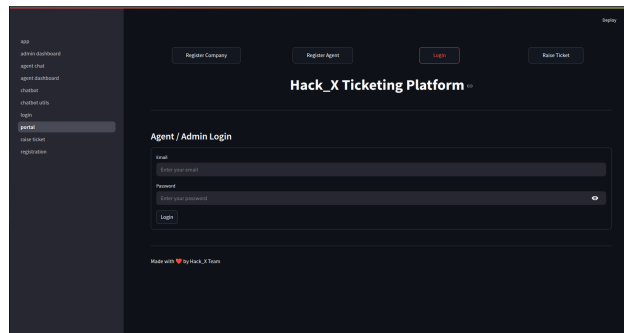 Deploy
app
admin dashboard
agent chat
agent dashboard
chatbot
chatbot utils
login
portal
raise ticket
registration
Register Company
Register Agent
Login
Raise Ticket
Hack_X Ticketing Platform
Agent / Admin Login
Email
Enter your email
Password
Enter your password
Login
Made with ❤️ by Hack_X Team